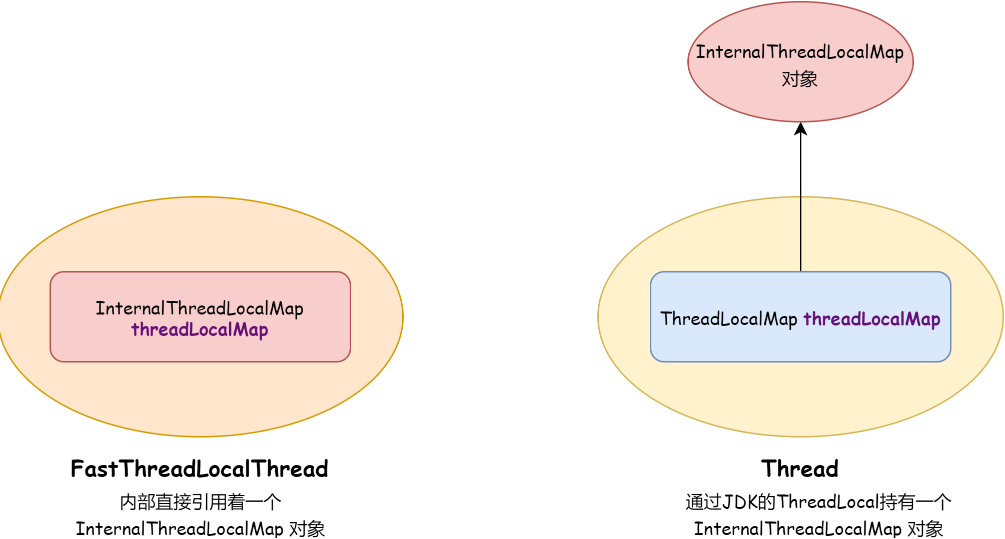 InternalThreadLocalMap
对象
InternalThreadLocalMap
threadLocalMap
ThreadLocalMap threadLocalMap
FastThreadLocalThread
内部直接引用着一个
InternalThreadLocalMap 对象
Thread
通过JDK的ThreadLocal持有一个
InternalThreadLocalMap 对象